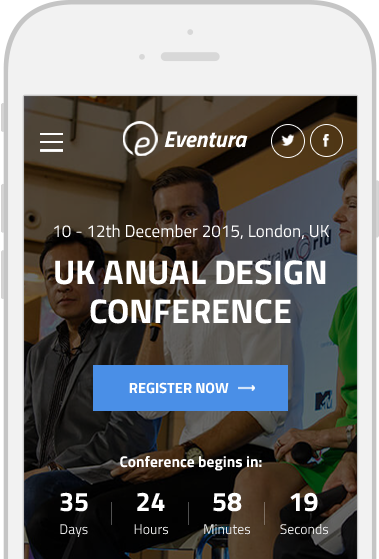 Eventura
10 - 12th December 2015, London, UK
UK ANUAL DESIGN
CONFERENCE
REGISTER NOW
Conference begins in:
35 24 58 19
Days Hours Minutes Seconds